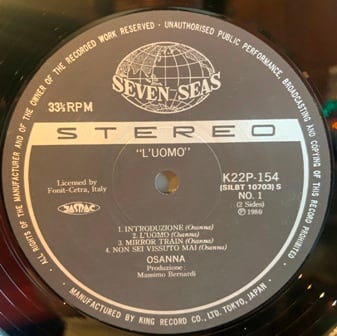 ALL RIGHTS OF THE MANUFACTURER AND OF THE OWNER OF THE RECORDED WORK RESERVED · UNAUTHORISED PUBLIC PERFORMANCE, BROADCASTING AND COPYING OF THIS RECORD PROHIBITED ·
SEVEN SEAS
33⅓ RPM
STEREO
"L'UOMO"
Licensed by
Fonit-Cetra, Italy
JASRAC
K22P-154
(SILBT 10703) S
NO. 1
(2 Sides)
℗ 1980
1. INTRODUZIONE (Osanna)
2. L'UOMO (Osanna)
3. MIRROR TRAIN (Osanna)
4. NON SEI VISSUTO MAI (Osanna)
OSANNA
Produzione:
Massimo Bernardi
MANUFACTURED BY KING RECORD CO., LTD. TOKYO, JAPAN